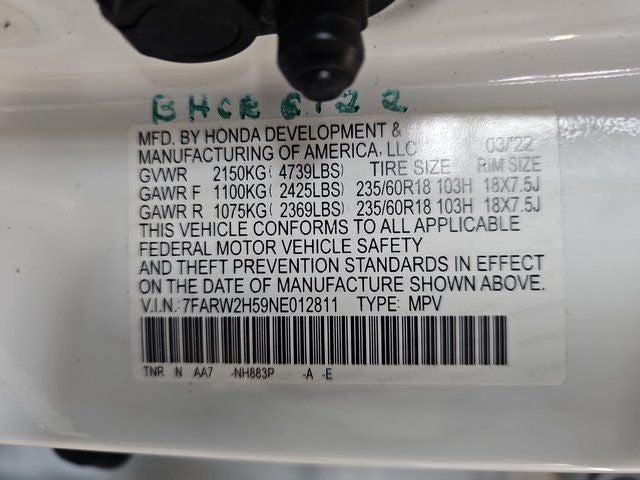 BHCR 6.122
MFD. BY HONDA DEVELOPMENT &
MANUFACTURING OF AMERICA, LLC 03/'22
GVWR 2150KG( 4739LBS) TIRE SIZE RIM SIZE
GAWR F 1100KG( 2425LBS) 235/60R18 103H 18X7.5J
GAWR R 1075KG( 2369LBS) 235/60R18 103H 18X7.5J
THIS VEHICLE CONFORMS TO ALL APPLICABLE
FEDERAL MOTOR VEHICLE SAFETY
AND THEFT PREVENTION STANDARDS IN EFFECT
ON THE DATE OF MANUFACTURE SHOWN ABOVE.
V.I.N.: 7FARW2H59NE012811 TYPE: MPV
TNR N AA7 -NH883P -A -E